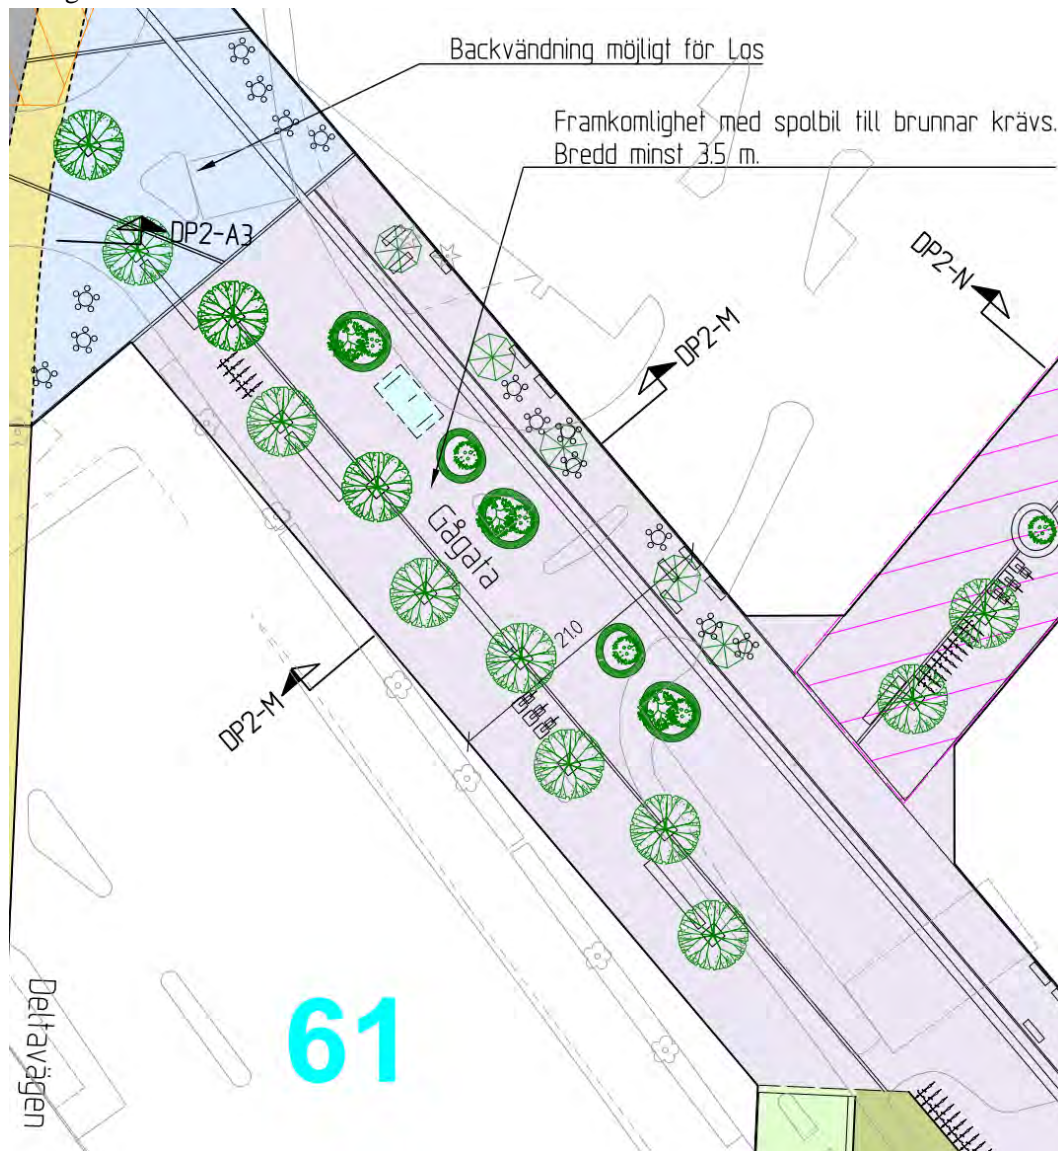 Backvändning möjligt för Los
Framkomlighet med spolbil till brunnar krävs.
Bredd minst 3.5 m.
DP2-A3
DP2-N
DP2-M
Gågata
21.0
DP2-M
61
Deltavägen